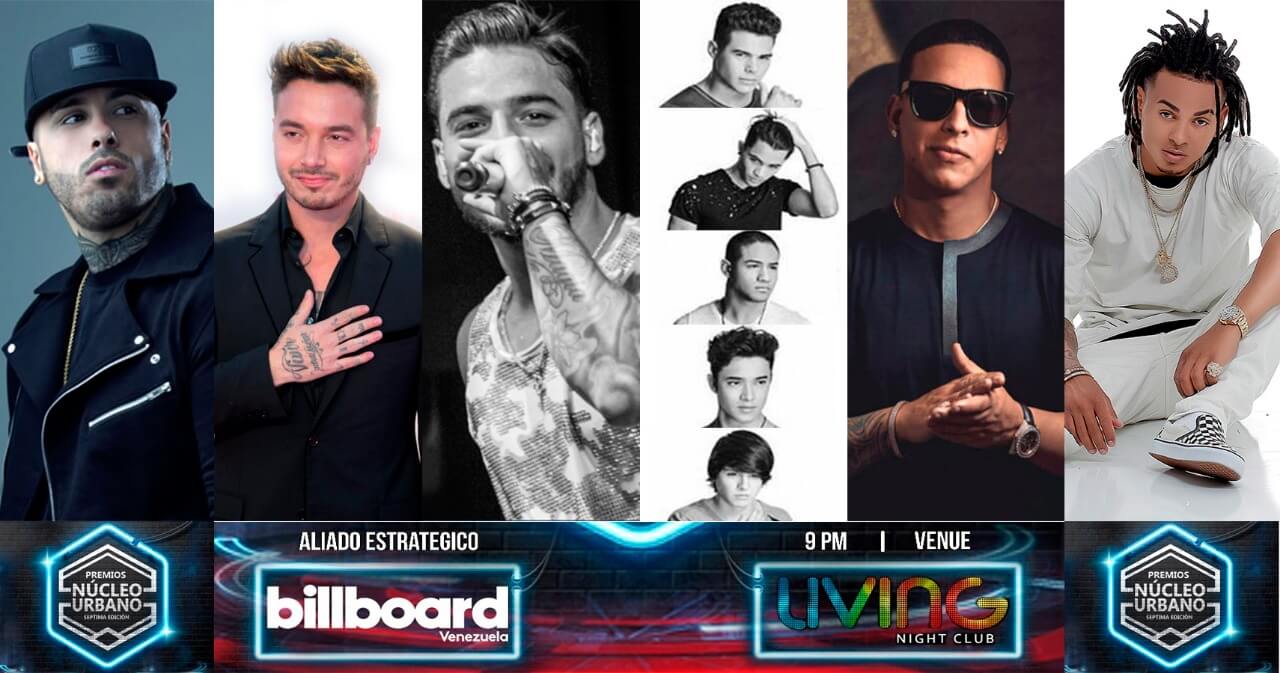 PREMIOS
NÚCLEO
URBANO
SEPTIMA EDICIÓN
ALIADO ESTRATEGICO
billboard
Venezuela
9 PM | VENUE
LIVING
NIGHT CLUB
PREMIOS
NÚCLEO
URBANO
SEPTIMA EDICIÓN